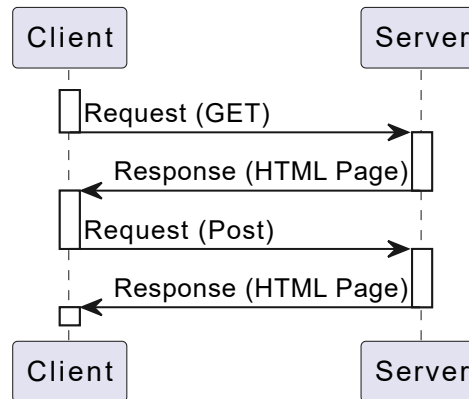 Client
Server
Request (GET)
Response (HTML Page)
Request (Post)
Response (HTML Page)
Client
Server